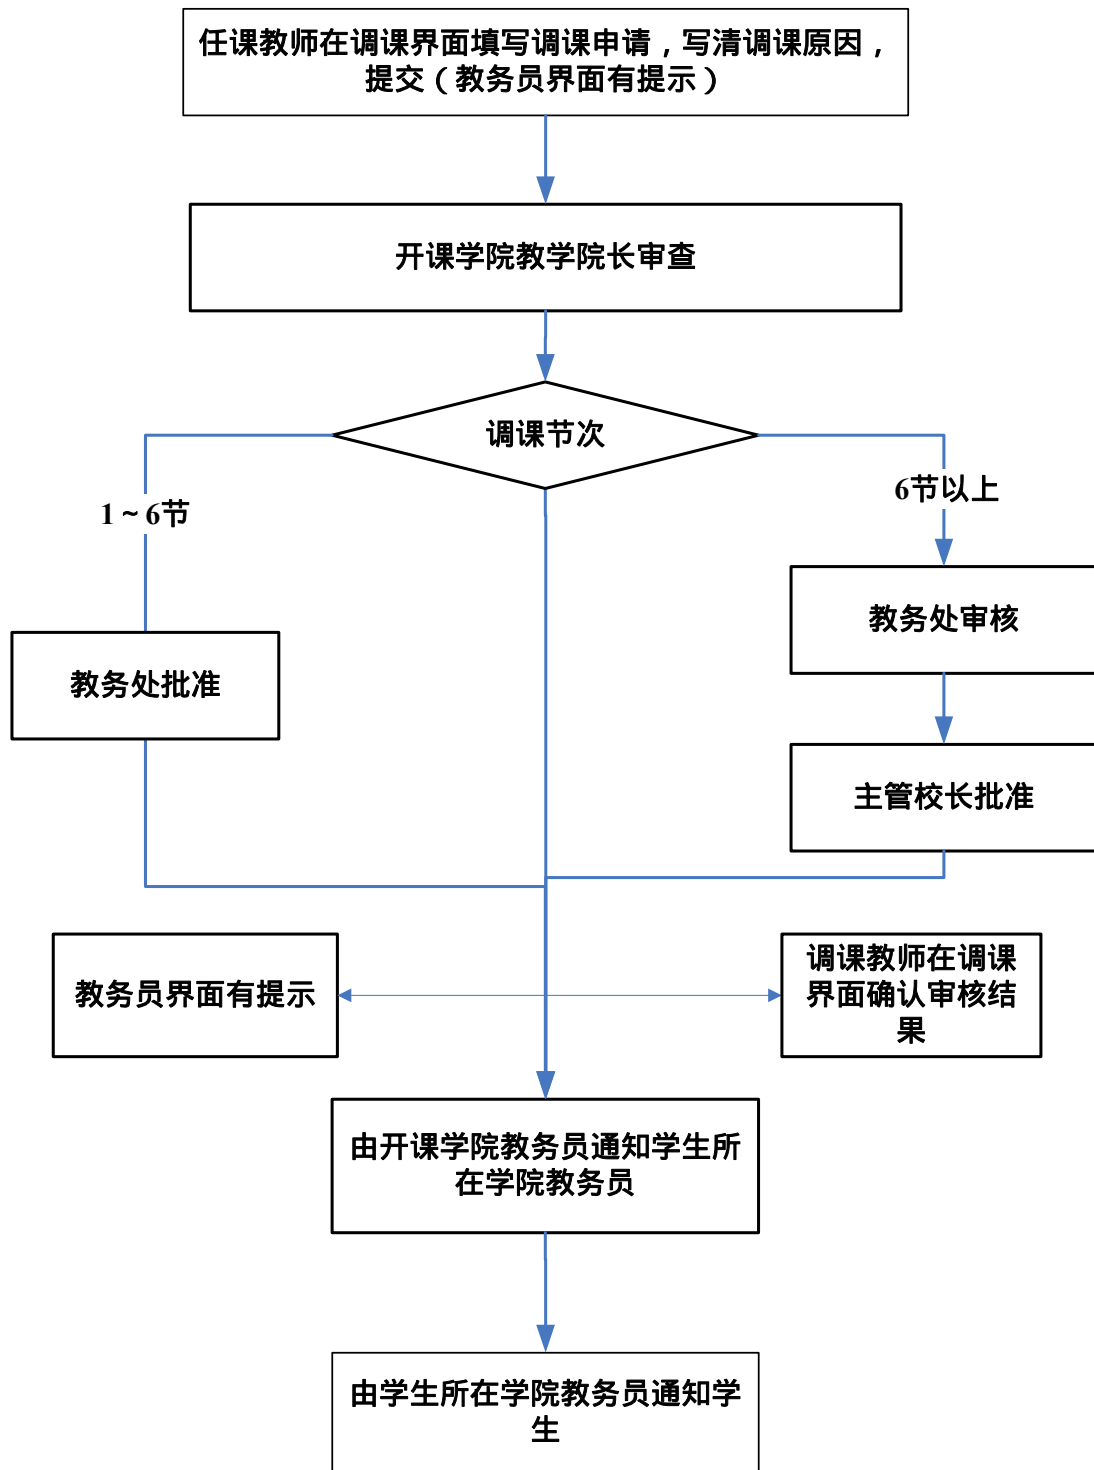 任课教师在调课界面填写调课申请，写清调课原因，
提交（教务员界面有提示）
开课学院教学院长审查
调课节次
1～6节
6节以上
教务处审核
教务处批准
主管校长批准
教务员界面有提示
调课教师在调课
界面确认审核结
果
由开课学院教务员通知学生所
在学院教务员
由学生所在学院教务员通知学
生